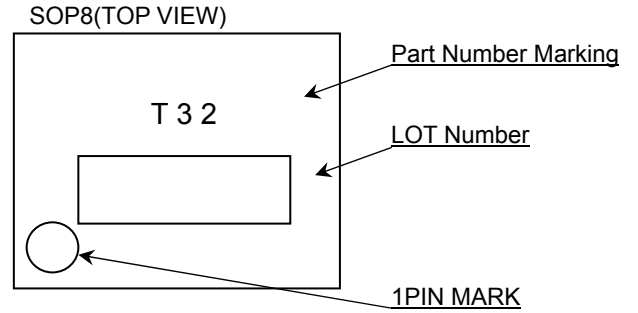 SOP8(TOP VIEW)
Part Number Marking
T 3 2
LOT Number
1PIN MARK